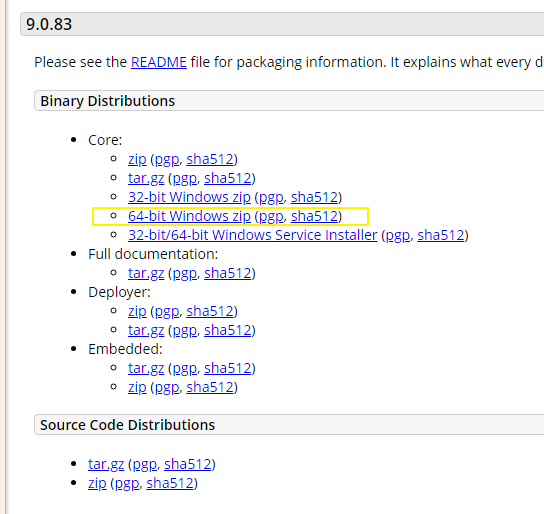 9.0.83
Please see the README file for packaging information. It explains what every d
Binary Distributions
Core:
zip (pgp, sha512)
tar.gz (pgp, sha512)
32-bit Windows zip (pgp, sha512)
64-bit Windows zip (pgp, sha512)
32-bit/64-bit Windows Service Installer (pgp, sha512)
Full documentation:
tar.gz (pgp, sha512)
Deployer:
zip (pgp, sha512)
tar.gz (pgp, sha512)
Embedded:
tar.gz (pgp, sha512)
zip (pgp, sha512)
Source Code Distributions
tar.gz (pgp, sha512)
zip (pgp, sha512)